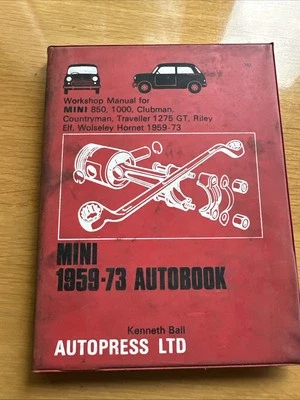 Workshop Manual for
MINI 850, 1000, Clubman,
Countryman, Traveller 1275 GT, Riley
Elf, Wolseley Hornet 1959-73
MINI
1959-73 AUTOBOOK
Kenneth Ball
AUTOPRESS LTD